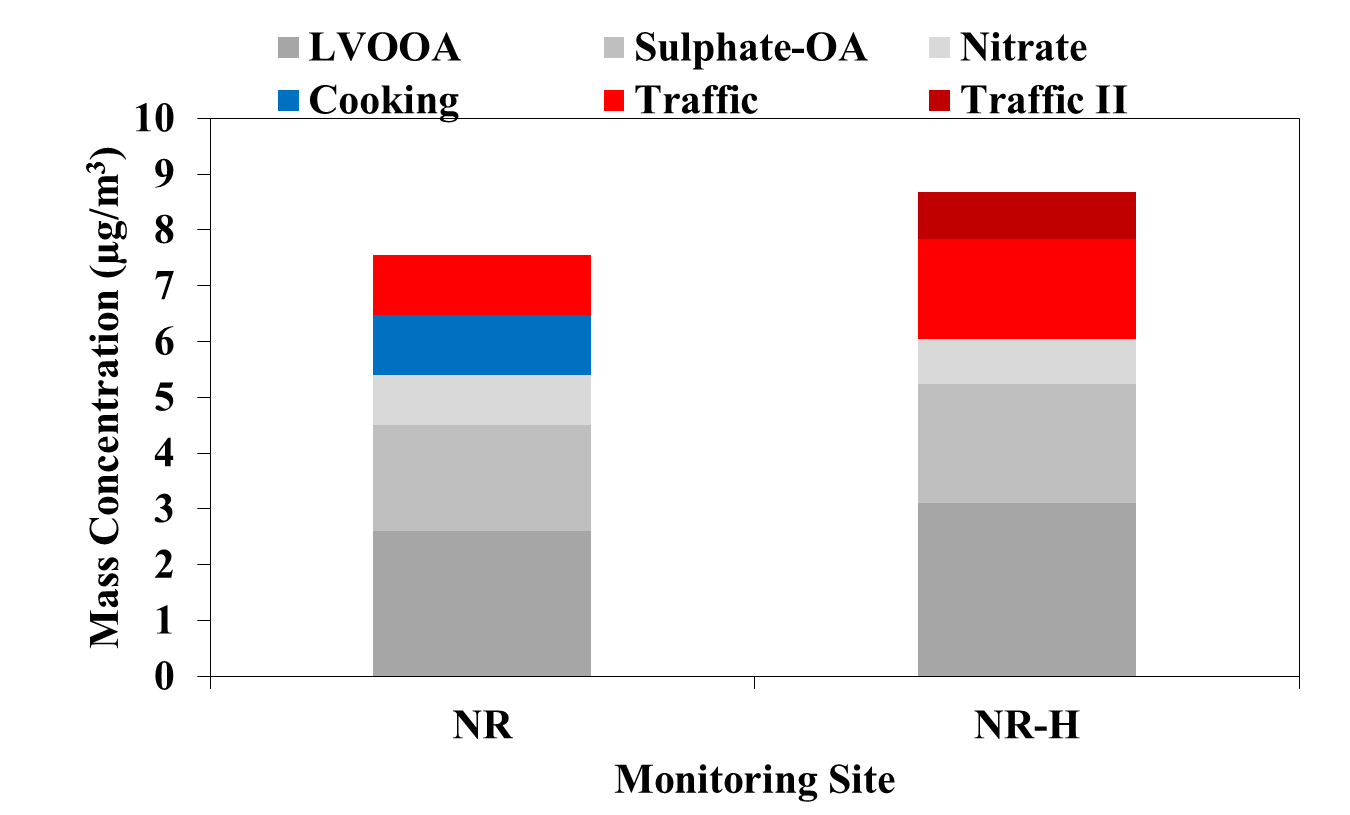 LVOOA Sulphate-OA Nitrate
Cooking Traffic Traffic II
10
9
8
7
6
5
4
3
2
1
0
Mass Concentration (µg/m³)
NR NR-H
Monitoring Site